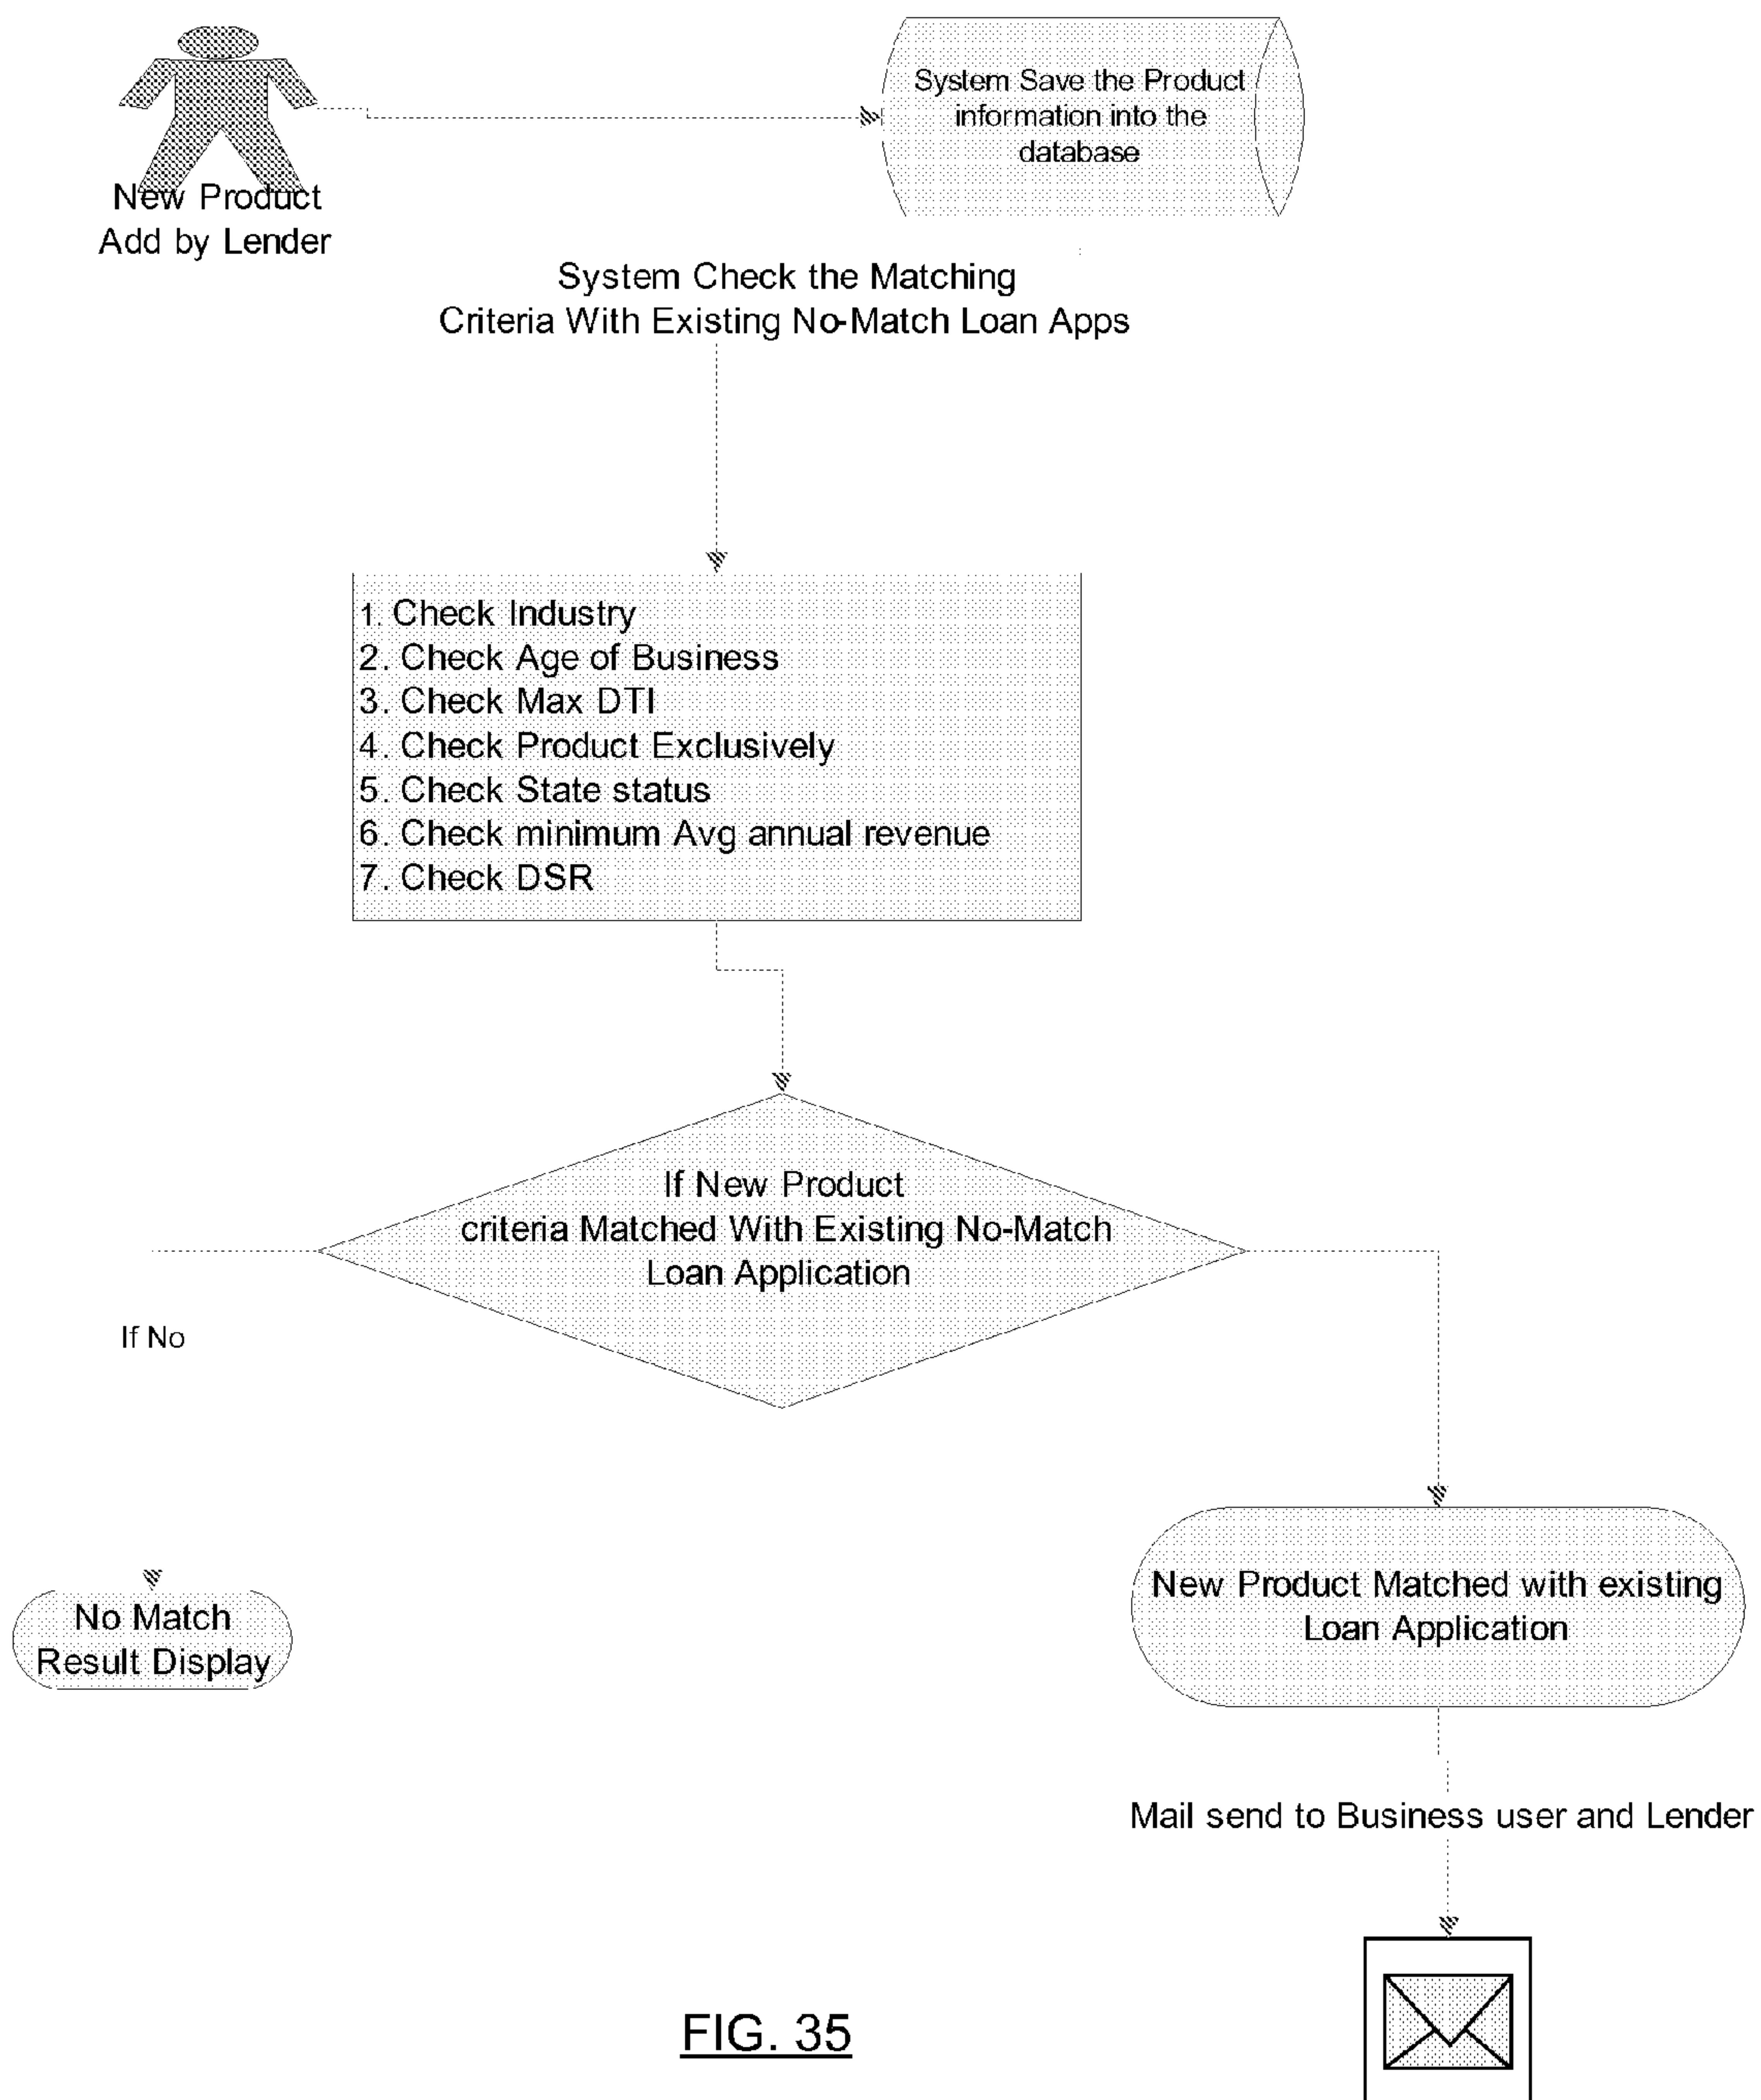 New Product
Add by Lender
System Save the Product
information into the
database
System Check the Matching
Criteria With Existing No-Match Loan Apps
1. Check Industry
2. Check Age of Business
3. Check Max DTI
4. Check Product Exclusively
5. Check State status
6. Check minimum Avg annual revenue
7. Check DSR
If New Product
criteria Matched With Existing No-Match
Loan Application
If No
No Match
Result Display
New Product Matched with existing
Loan Application
Mail send to Business user and Lender
FIG. 35